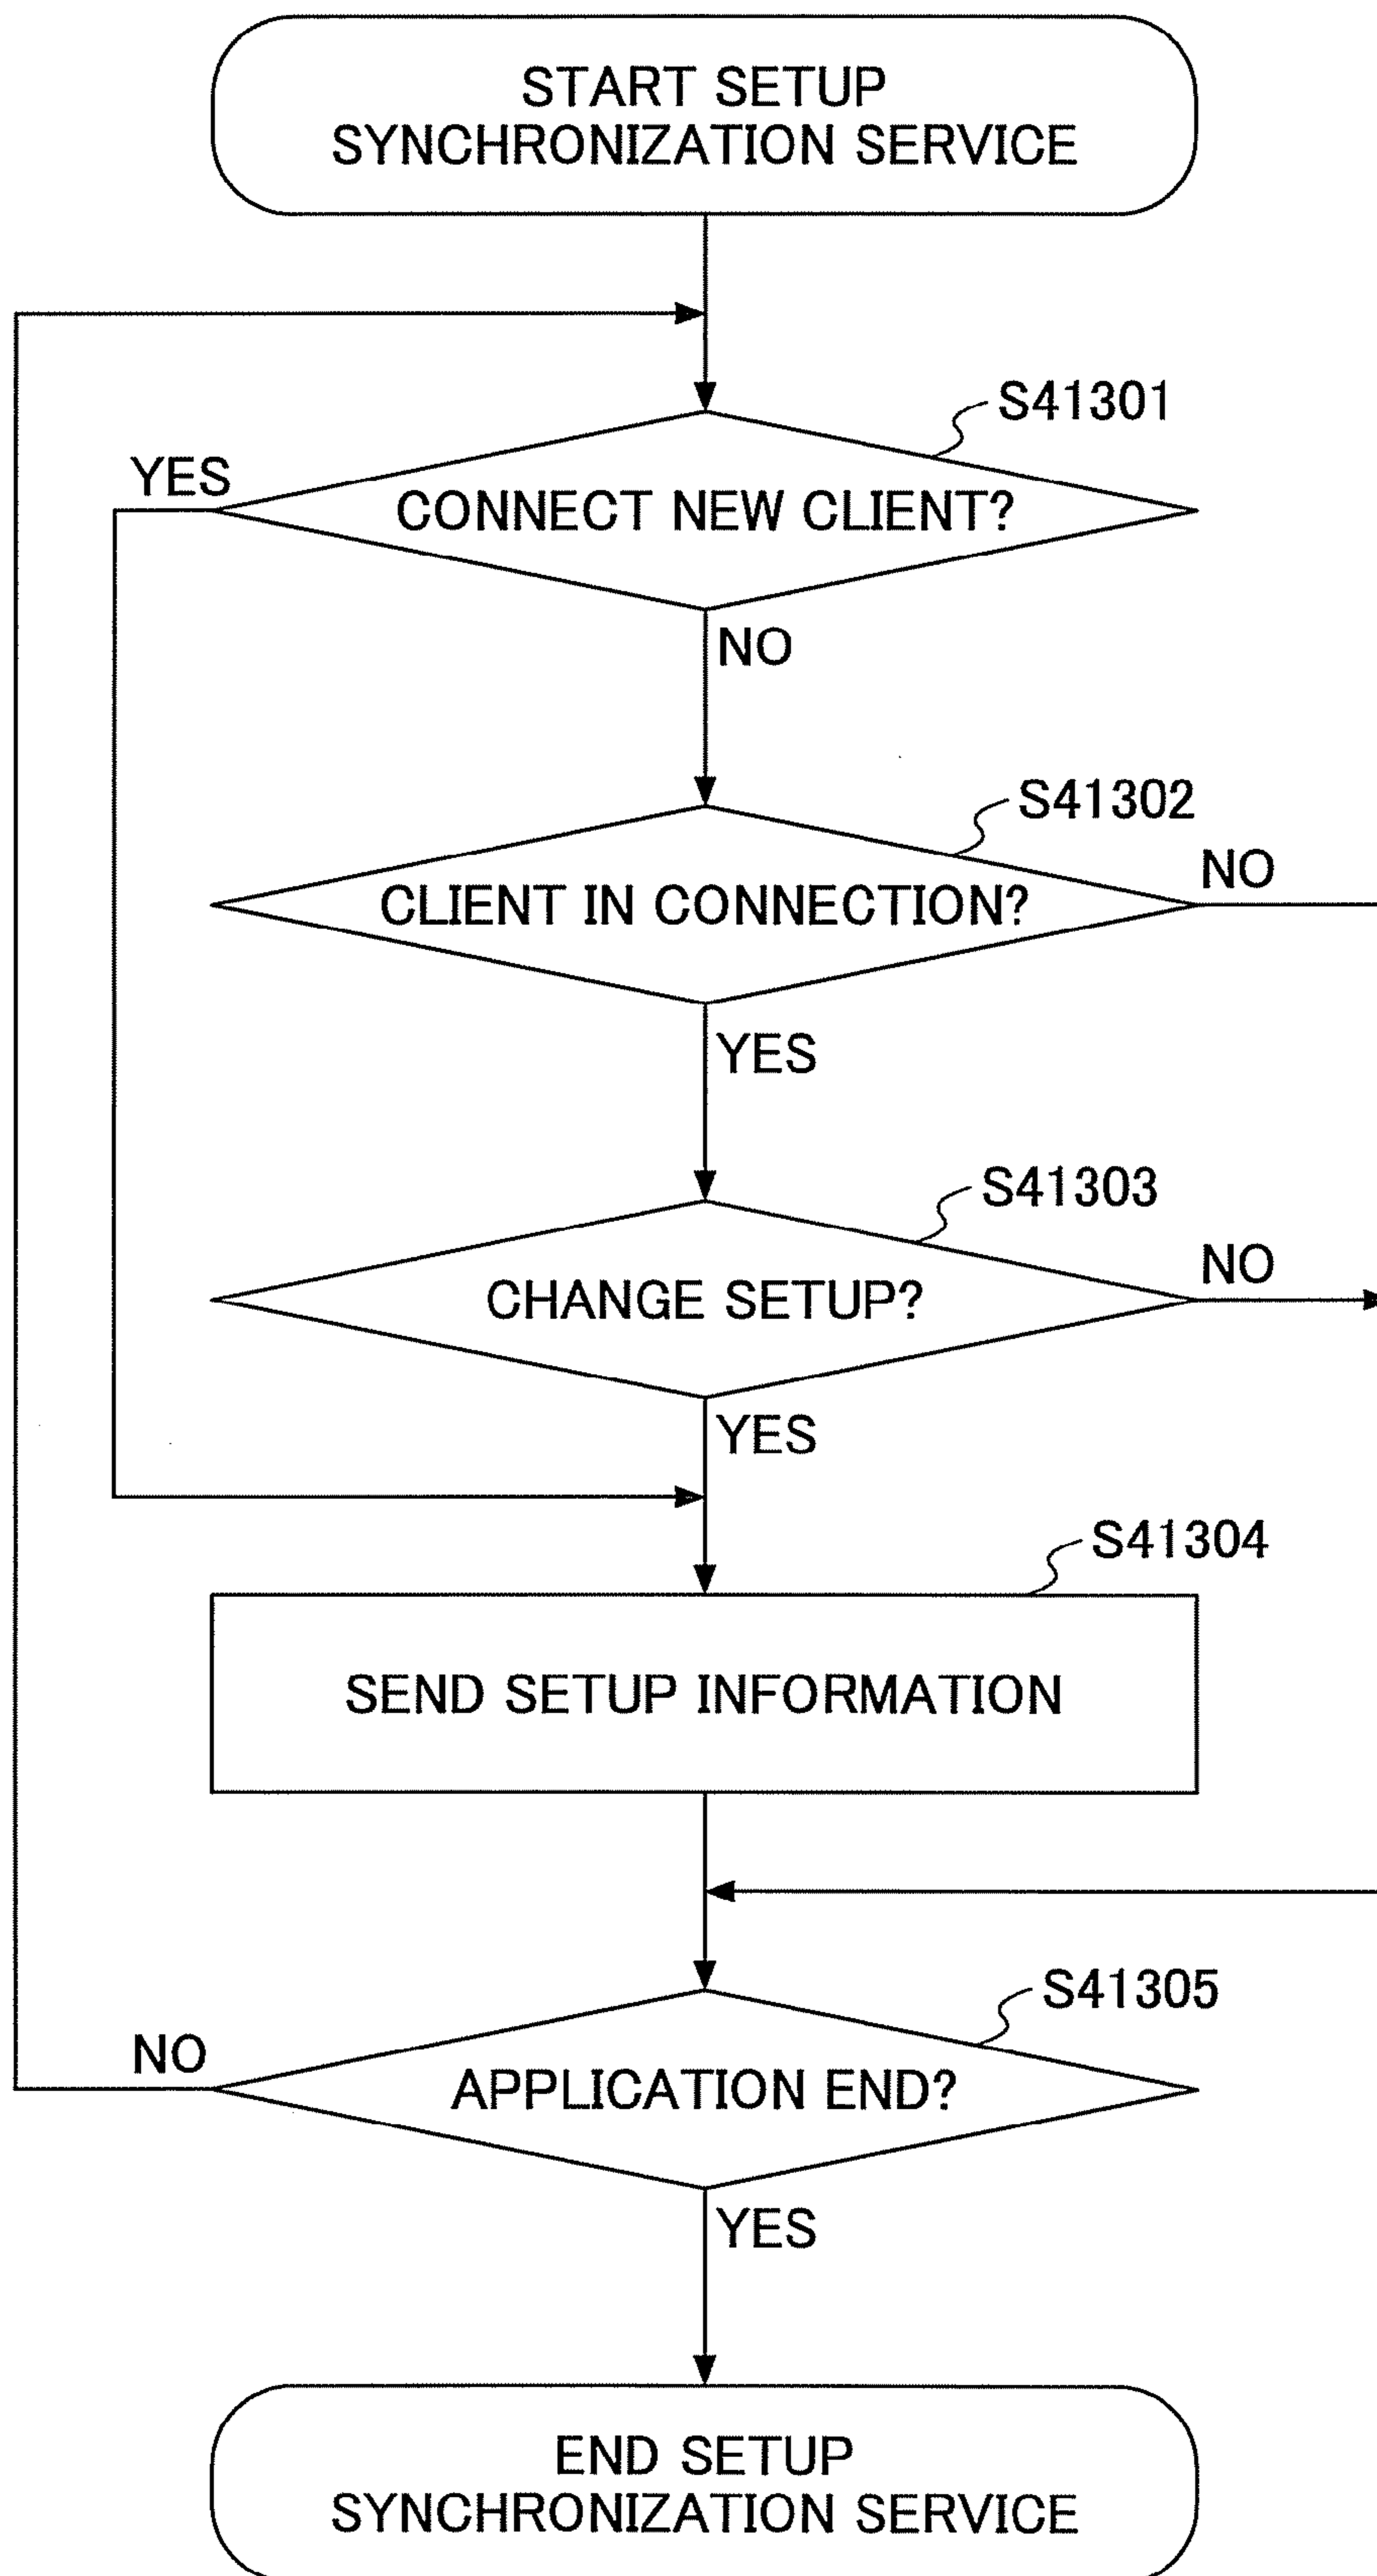 START SETUP
SYNCHRONIZATION SERVICE
S41301
YES
CONNECT NEW CLIENT?
NO
S41302
NO
CLIENT IN CONNECTION?
YES
S41303
NO
CHANGE SETUP?
YES
S41304
SEND SETUP INFORMATION
S41305
NO
APPLICATION END?
YES
END SETUP
SYNCHRONIZATION SERVICE